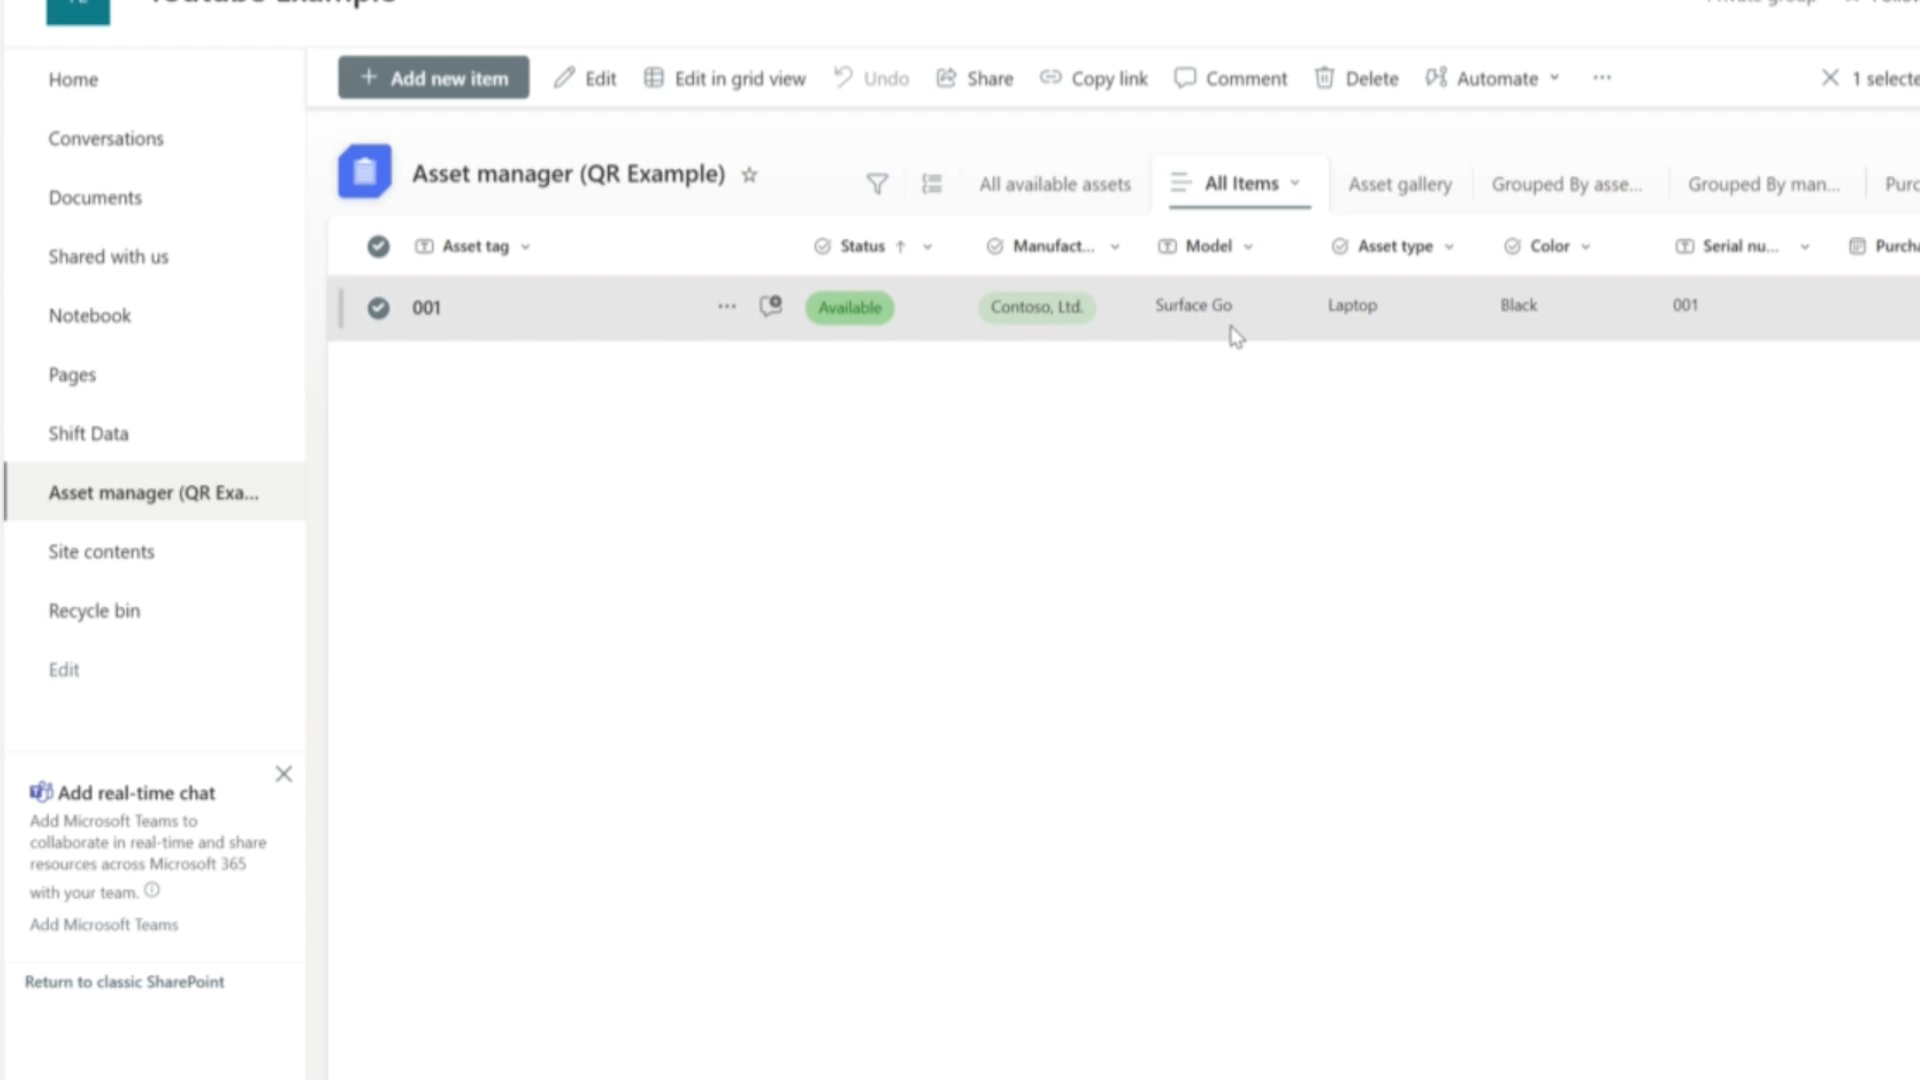 Home
Conversations
Documents
Shared with us
Notebook
Pages
Shift Data
Asset manager (QR Exa...
Site contents
Recycle bin
Edit
Add real-time chat
Add Microsoft Teams to
collaborate in real-time and share
resources across Microsoft 365
with your team.
Add Microsoft Teams
Return to classic SharePoint
+ Add new item Edit Edit in grid view Undo Share Copy link Comment Delete Automate ... 1 selecte
Asset manager (QR Example)
All available assets All Items Asset gallery Grouped By asse... Grouped By man... Purc
Asset tag Status ↑ Manufact... Model Asset type Color Serial nu... Purcha
001 ... Available Contoso, Ltd. Surface Go Laptop Black 001